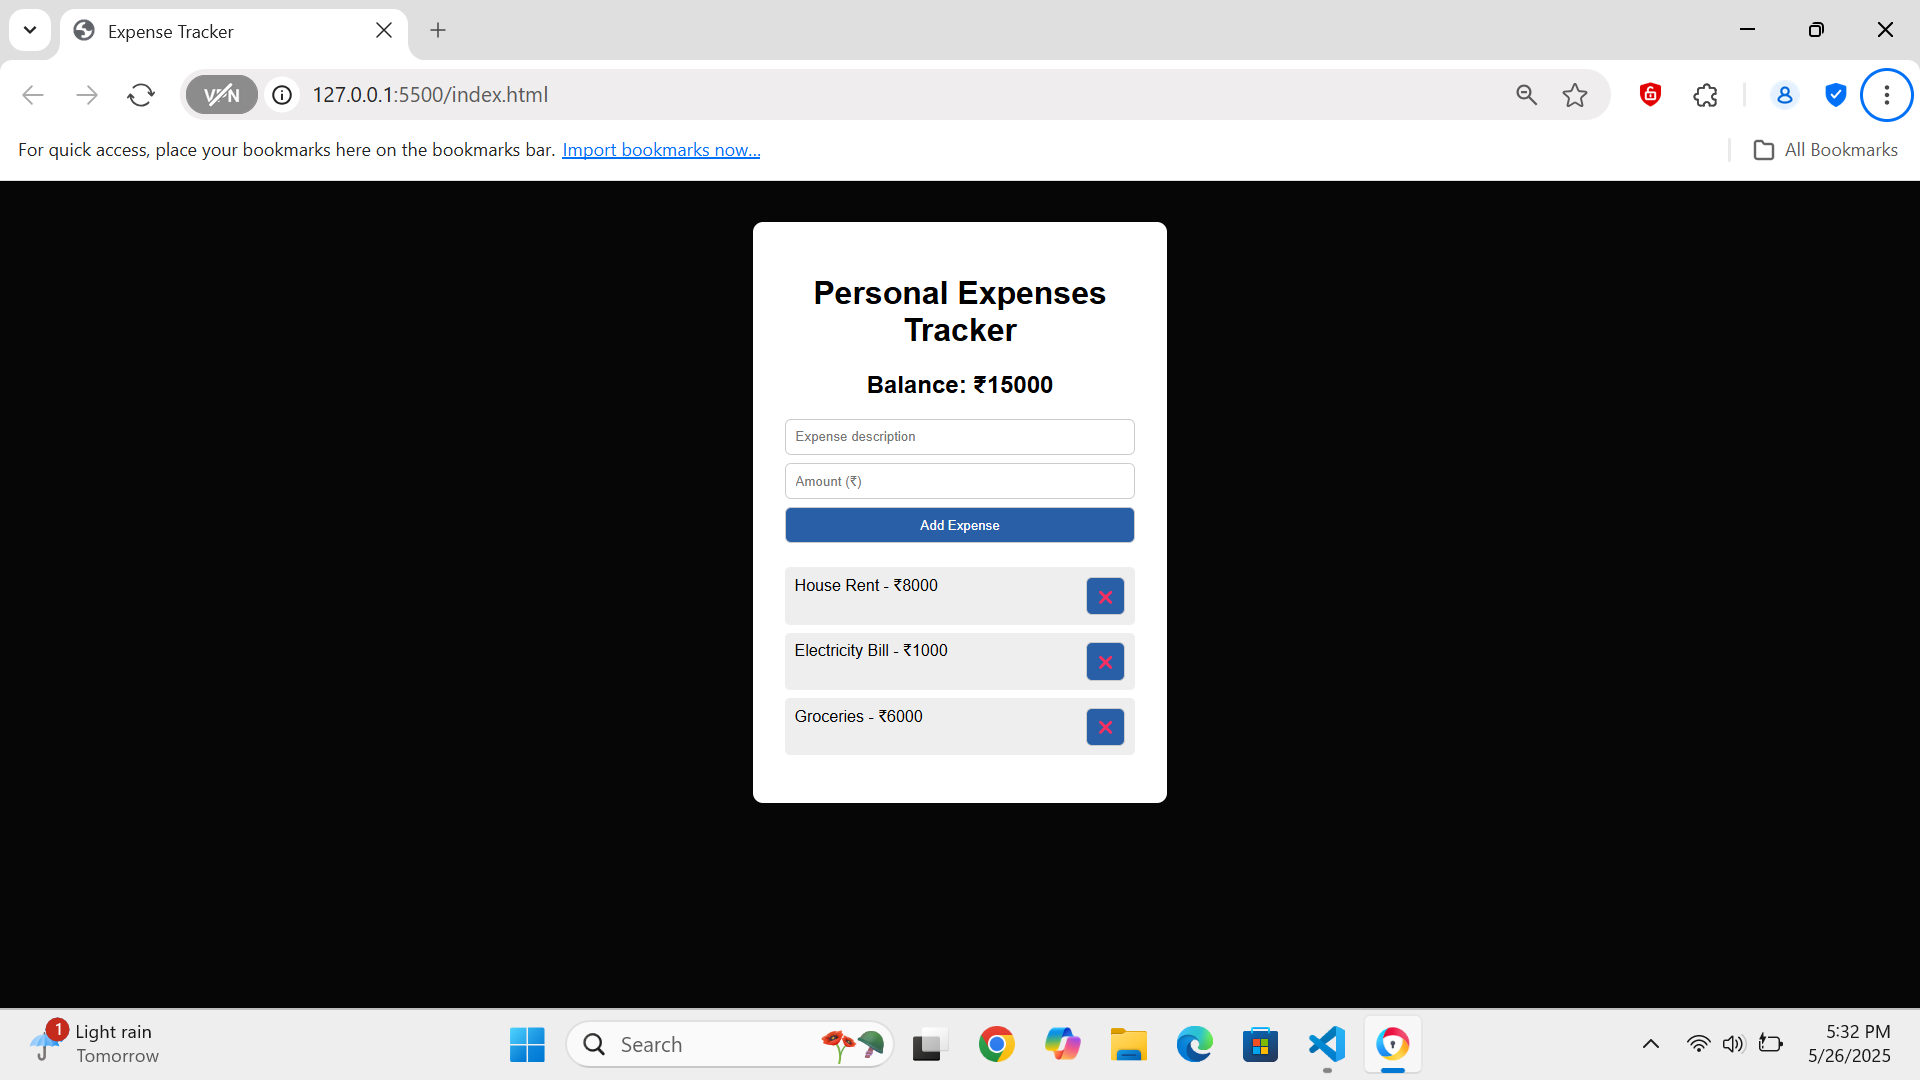 Expense Tracker
VPN
127.0.0.1:5500/index.html
For quick access, place your bookmarks here on the bookmarks bar. Import bookmarks now...
All Bookmarks
Personal Expenses
Tracker
Balance: ₹15000
Expense description
Amount (₹)
Add Expense
House Rent - ₹8000
Electricity Bill - ₹1000
Groceries - ₹6000
1
Light rain
Tomorrow
Search
5:32 PM
5/26/2025